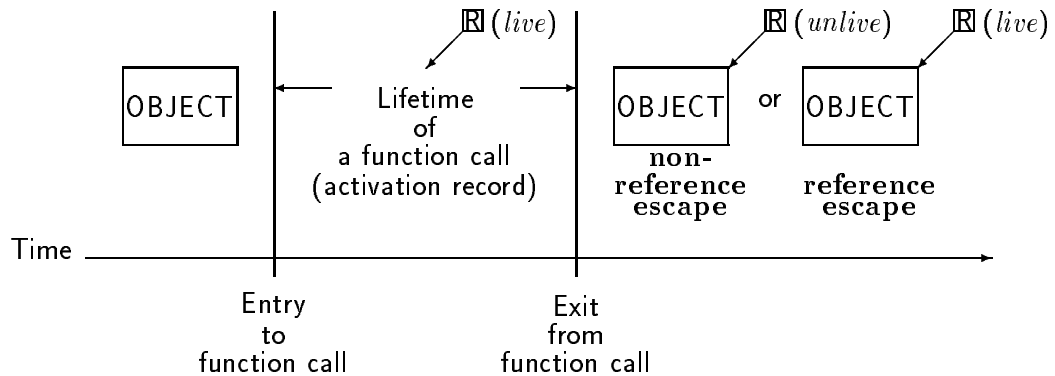 R (live)
R (unlive)
R (live)
OBJECT
Lifetime
of
a function call
(activation record)
OBJECT
or
OBJECT
non-
reference
escape
reference
escape
Time
Entry
to
function call
Exit
from
function call